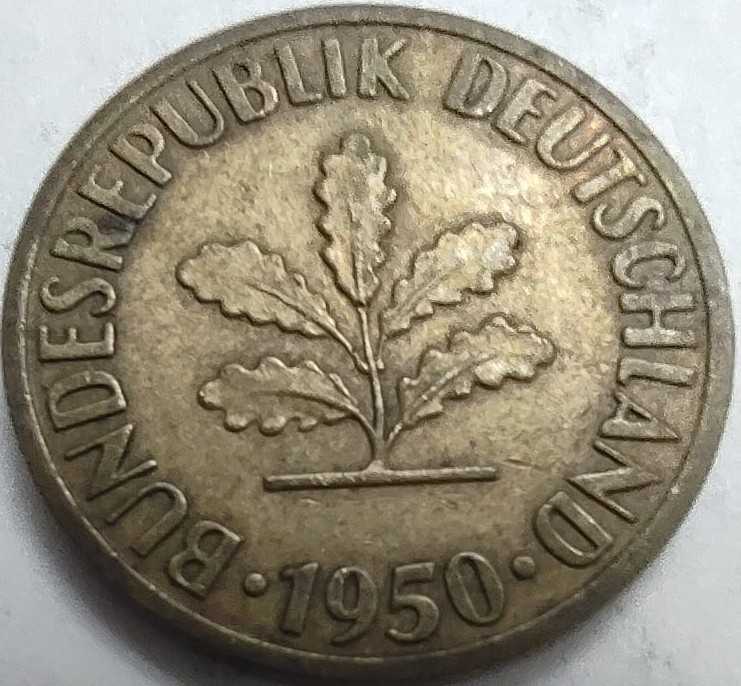 BUNDESREPUBLIK DEUTSCHLAND
· 1950 ·